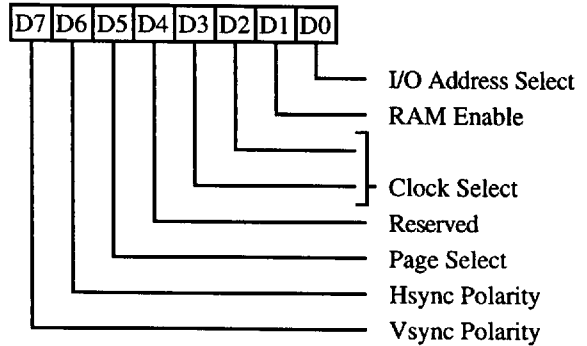 D7 D6 D5 D4 D3 D2 D1 D0
I/O Address Select
RAM Enable
Clock Select
Reserved
Page Select
Hsync Polarity
Vsync Polarity